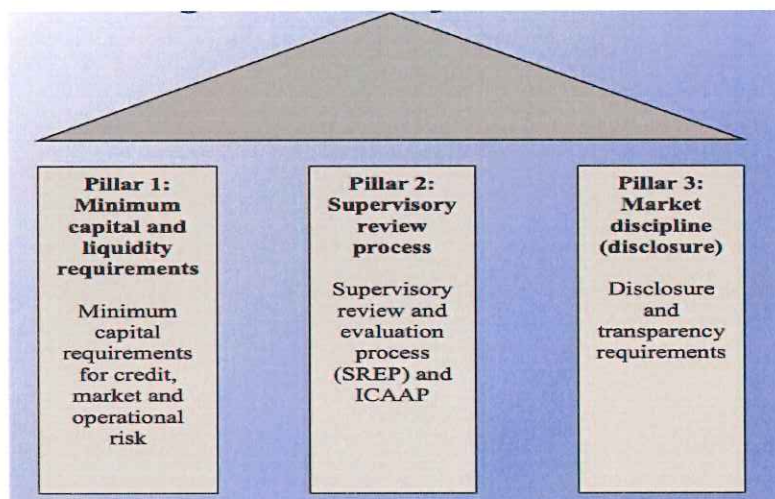 Pillar 1:
Minimum
capital and
liquidity
requirements
Minimum
capital
requirements
for credit,
market and
operational
risk
Pillar 2:
Supervisory
review
process
Supervisory
review and
evaluation
process
(SREP) and
ICAAP
Pillar 3:
Market
discipline
(disclosure)
Disclosure
and
transparency
requirements